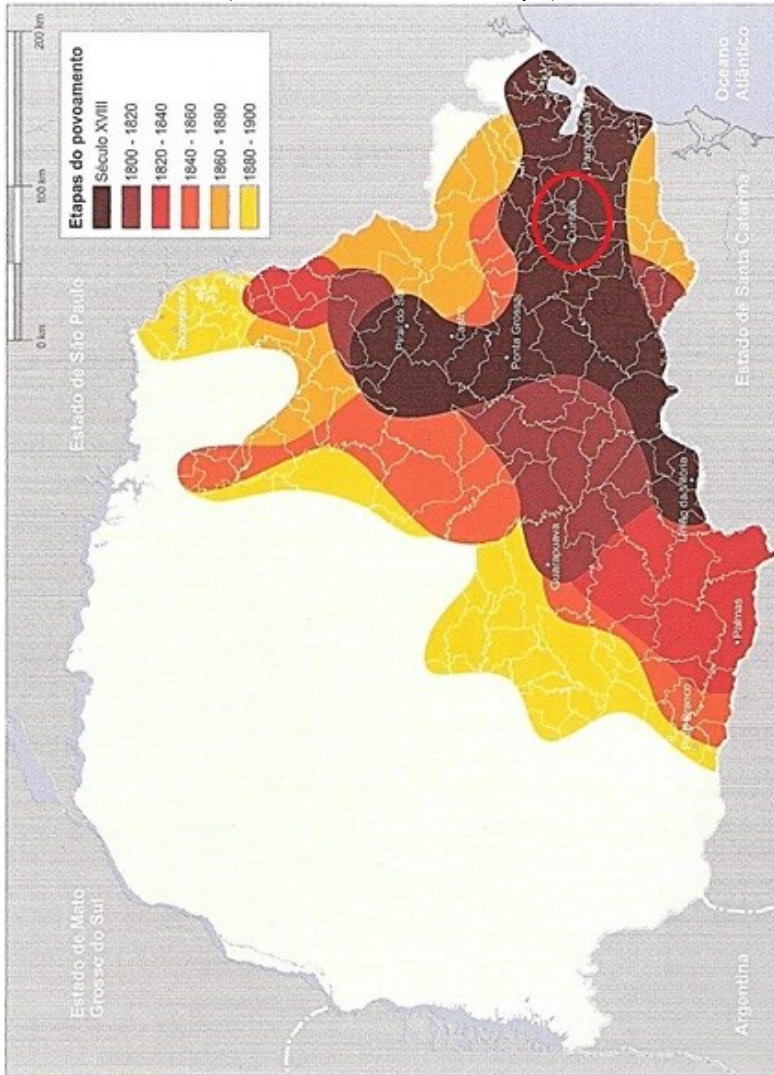 0 km 100 km 200 km
Etapas do povoamento
Século XVIII
1800 - 1820
1820 - 1840
1840 - 1860
1860 - 1880
1880 - 1900
Estado de São Paulo
Estado de Mato
Grosso do Sul
Piraí do Sul
Castro
Ponta Grossa
Curitiba
Paranaguá
Guarapuava
União da Vitória
Palmas
Oceano
Atlântico
Estado de Santa Catarina
Argentina